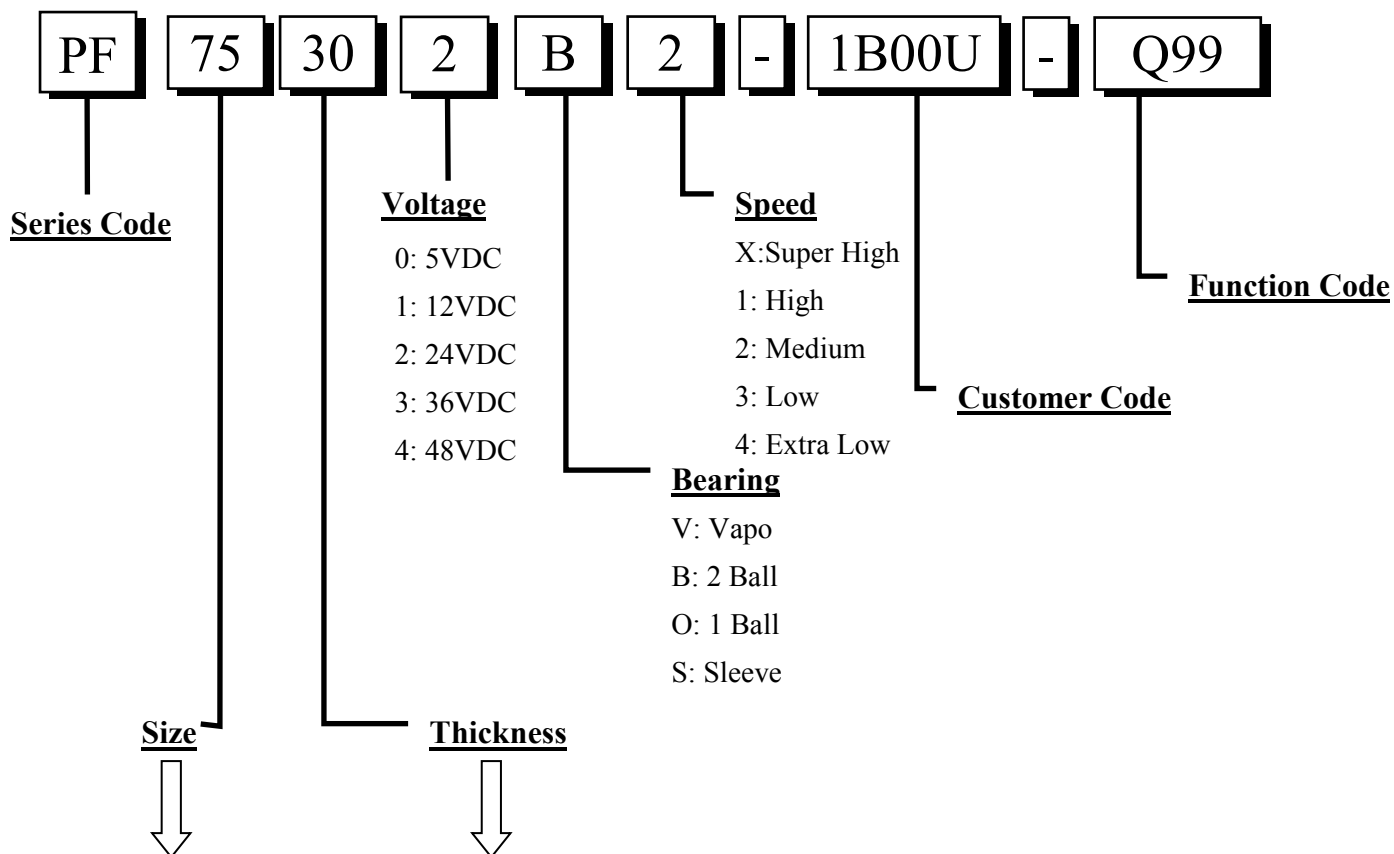 PF 75 30 2 B 2 - 1B00U - Q99
Series Code
Voltage
0: 5VDC
1: 12VDC
2: 24VDC
3: 36VDC
4: 48VDC
Speed
X:Super High
1: High
2: Medium
3: Low
4: Extra Low
Function Code
Customer Code
Bearing
V: Vapo
B: 2 Ball
O: 1 Ball
S: Sleeve
Size
Thickness